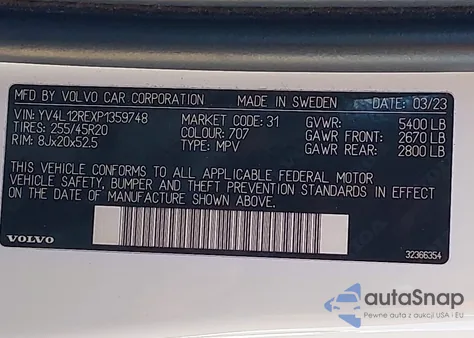 MFD BY VOLVO CAR CORPORATION MADE IN SWEDEN DATE: 03/23
VIN: YV4L12REXP1359748 MARKET CODE: 31 GVWR: 5400 LB
TIRES: 255/45R20 COLOUR: 707 GAWR FRONT: 2670 LB
RIM: 8Jx20x52.5 TYPE: MPV GAWR REAR: 2800 LB
THIS VEHICLE CONFORMS TO ALL APPLICABLE FEDERAL MOTOR
VEHICLE SAFETY, BUMPER AND THEFT PREVENTION STANDARDS IN EFFECT
ON THE DATE OF MANUFACTURE SHOWN ABOVE.
VOLVO 32366354
autoSnap
Pewne auta z aukcji USA i EU